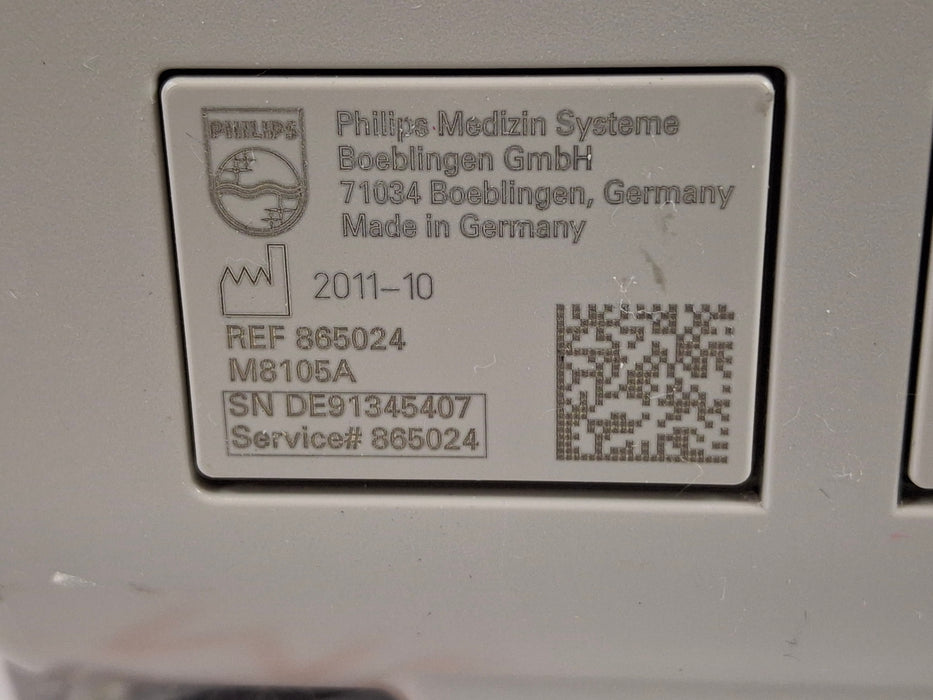 PHILIPS
Philips Medizin Systeme
Boeblingen GmbH
71034 Boeblingen, Germany
Made in Germany
2011-10
REF 865024
M8105A
SN DE91345407
Service# 865024